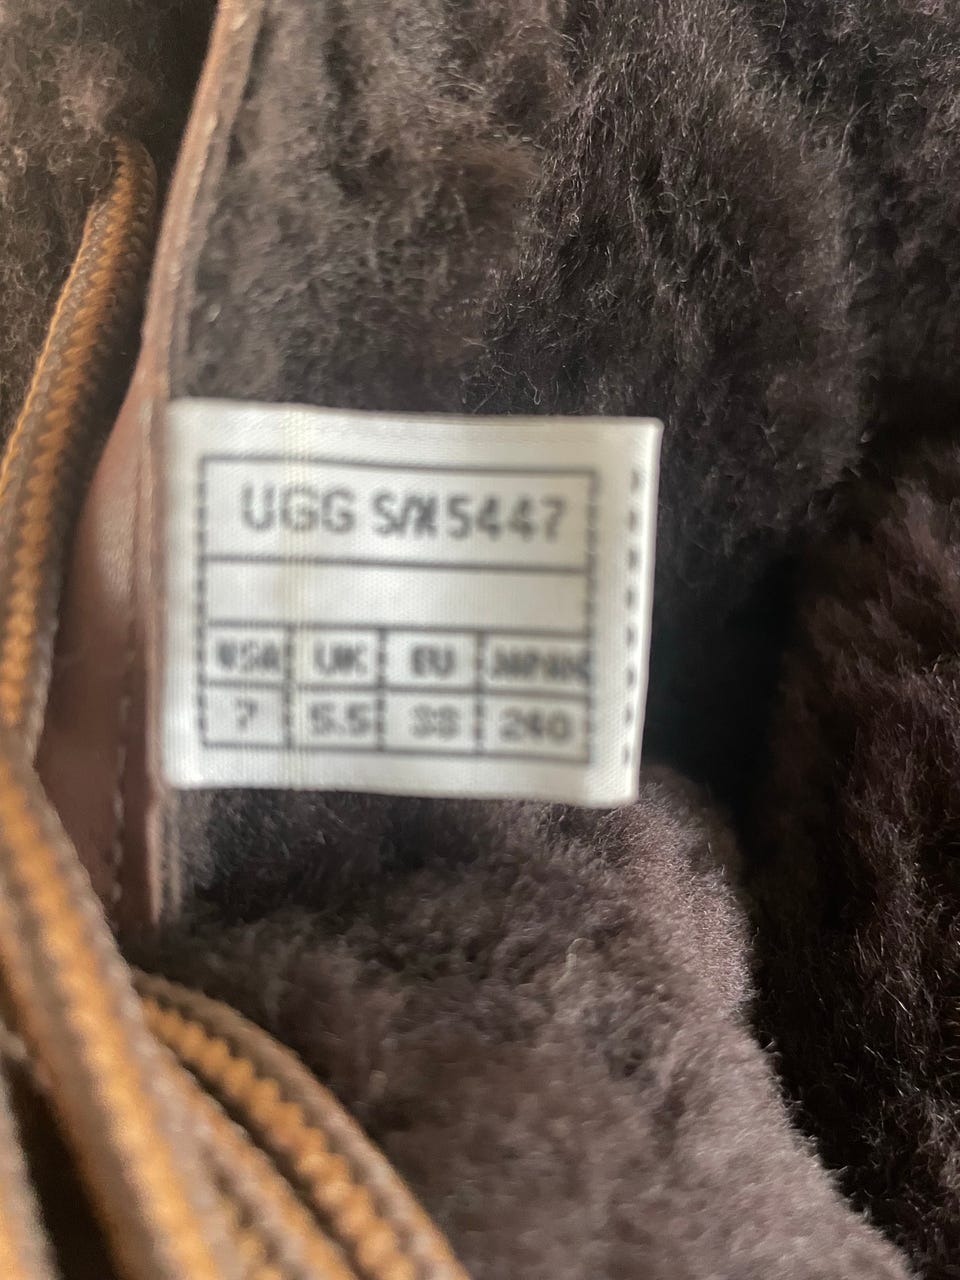 UGG S/N 5447
USA UK EU JAPAN
7 5.5 38 240